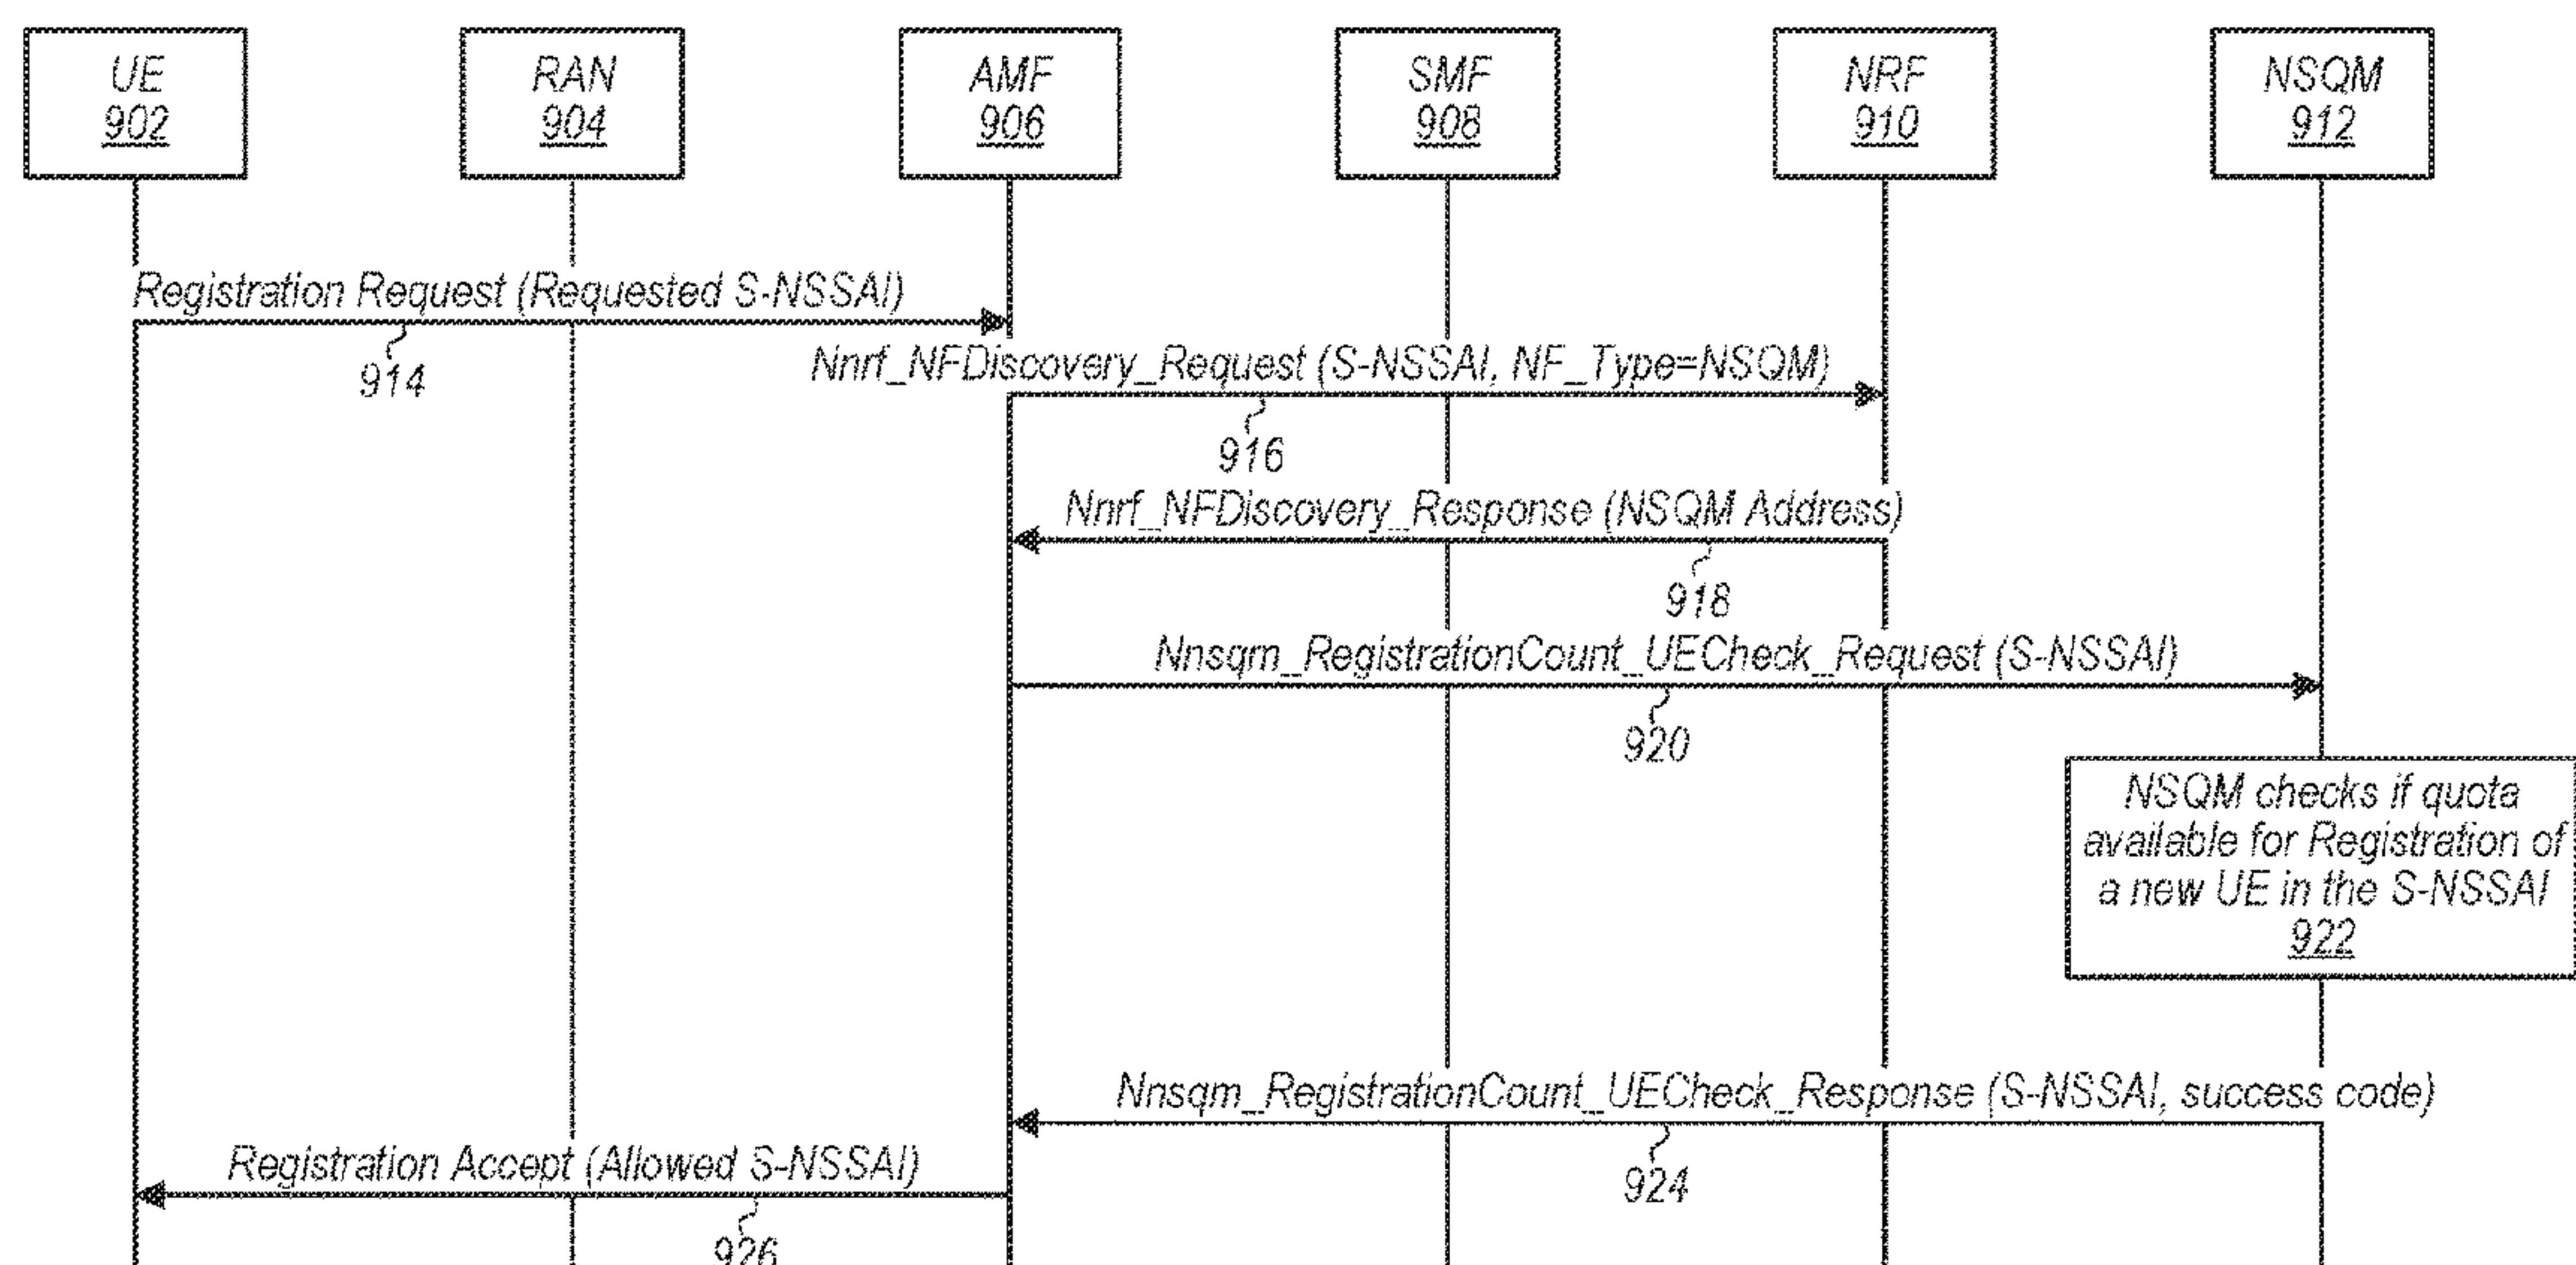 UE
902
RAN
904
AMF
906
SMF
908
NRF
910
NSQM
912
Registration Request (Requested S-NSSAI)
914
Nnrf_NFDiscovery_Request (S-NSSAI, NF_Type=NSQM)
916
Nnrf_NFDiscovery_Response (NSQM Address)
918
Nnsqm_RegistrationCount_UECheck_Request (S-NSSAI)
920
NSQM checks if quota
available for Registration of
a new UE in the S-NSSAI
922
Nnsqm_RegistrationCount_UECheck_Response (S-NSSAI, success code)
924
Registration Accept (Allowed S-NSSAI)
926